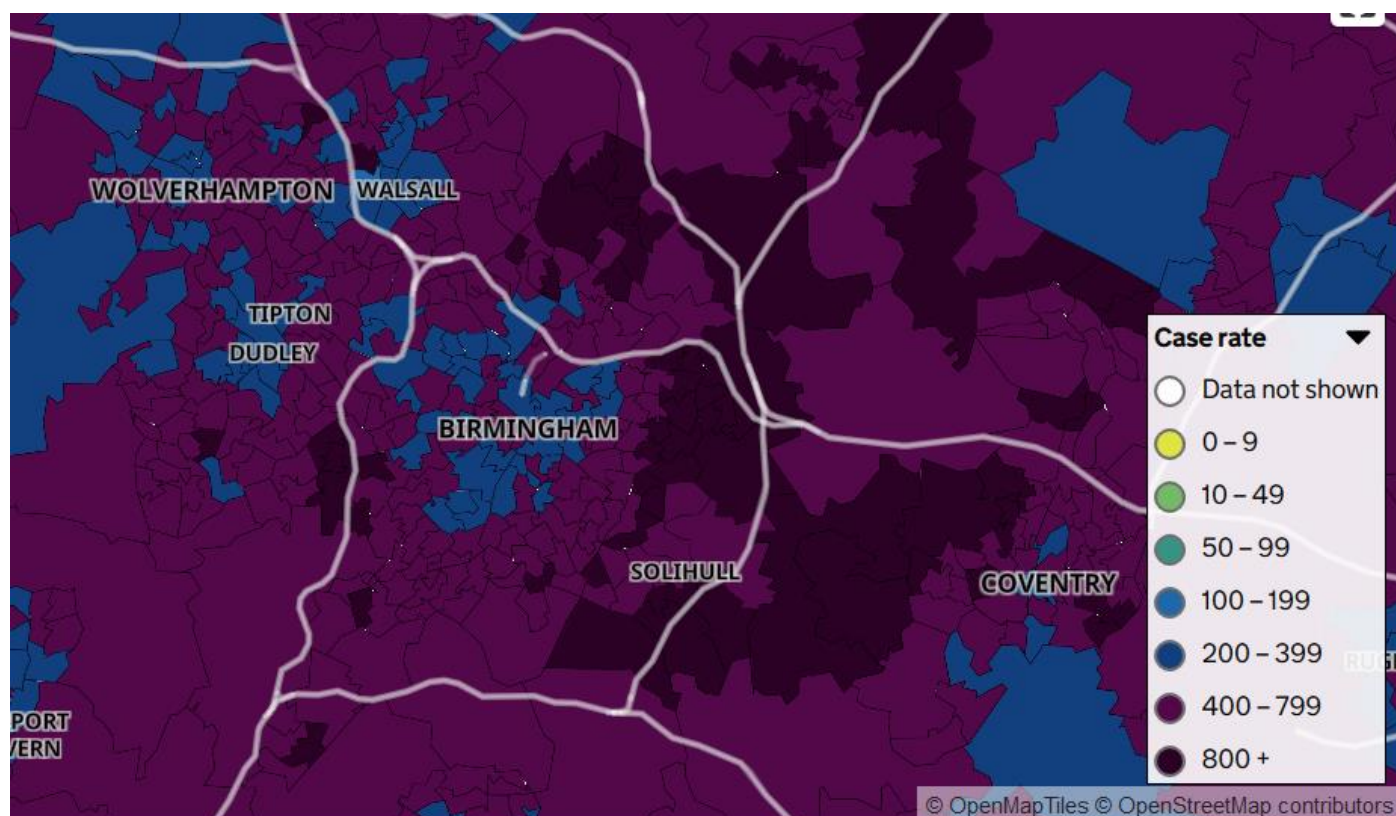 WOLVERHAMPTON
WALSALL
TIPTON
DUDLEY
BIRMINGHAM
SOLIHULL
COVENTRY
PORT
VERN
Case rate
Data not shown
0 – 9
10 – 49
50 – 99
100 – 199
200 – 399
400 – 799
800 +
© OpenMapTiles © OpenStreetMap contributors